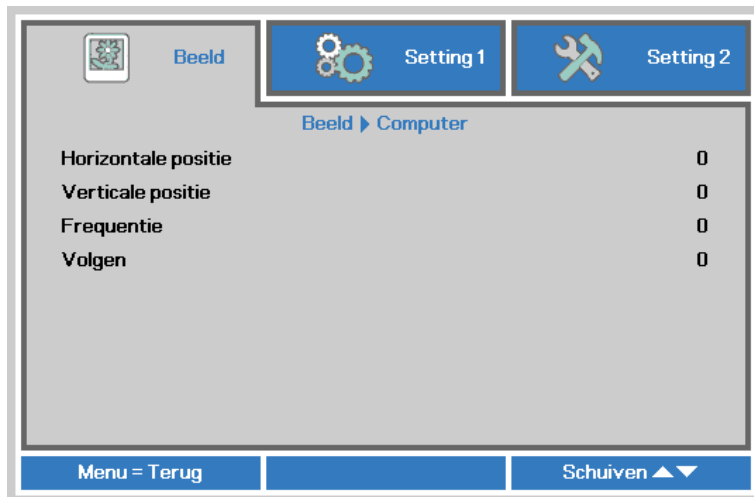 Beeld
Setting 1
Setting 2
Beeld ▶ Computer
Horizontale positie 0
Verticale positie 0
Frequentie 0
Volgen 0
Menu = Terug
Schuiven ▲▼